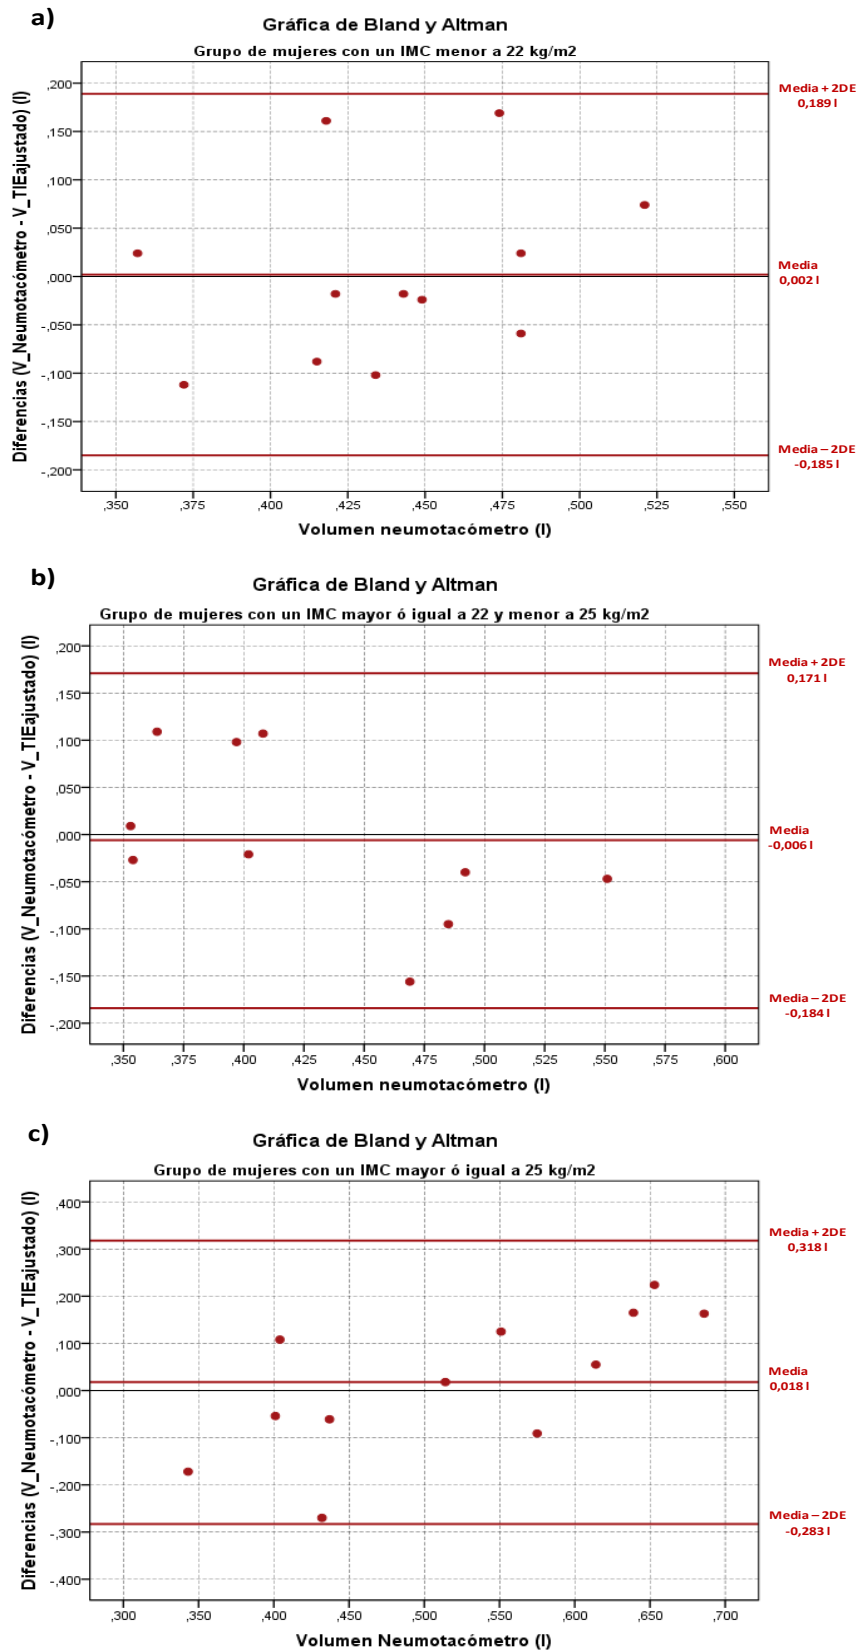 a)
Gráfica de Bland y Altman
Grupo de mujeres con un IMC menor a 22 kg/m2
Diferencias (V_Neumotacómetro - V_TIEajustado) (l)
,200
,150
,100
,050
,000
-,050
-,100
-,150
-,200
Media + 2DE
0,189 l
Media
0,002 l
Media – 2DE
-0,185 l
,350 ,375 ,400 ,425 ,450 ,475 ,500 ,525 ,550
Volumen neumotacómetro (l)
b)
Gráfica de Bland y Altman
Grupo de mujeres con un IMC mayor ó igual a 22 y menor a 25 kg/m2
Diferencias (V_Neumotacómetro - V_TIEajustado) (l)
,200
,150
,100
,050
,000
-,050
-,100
-,150
-,200
Media + 2DE
0,171 l
Media
-0,006 l
Media – 2DE
-0,184 l
,350 ,375 ,400 ,425 ,450 ,475 ,500 ,525 ,550 ,575 ,600
Volumen neumotacómetro (l)
c)
Gráfica de Bland y Altman
Grupo de mujeres con un IMC mayor ó igual a 25 kg/m2
Diferencias (V_Neumotacómetro - V_TIEajustado) (l)
,400
,300
,200
,100
,000
-,100
-,200
-,300
-,400
Media + 2DE
0,318 l
Media
0,018 l
Media – 2DE
-0,283 l
,300 ,350 ,400 ,450 ,500 ,550 ,600 ,650 ,700
Volumen Neumotacómetro (l)